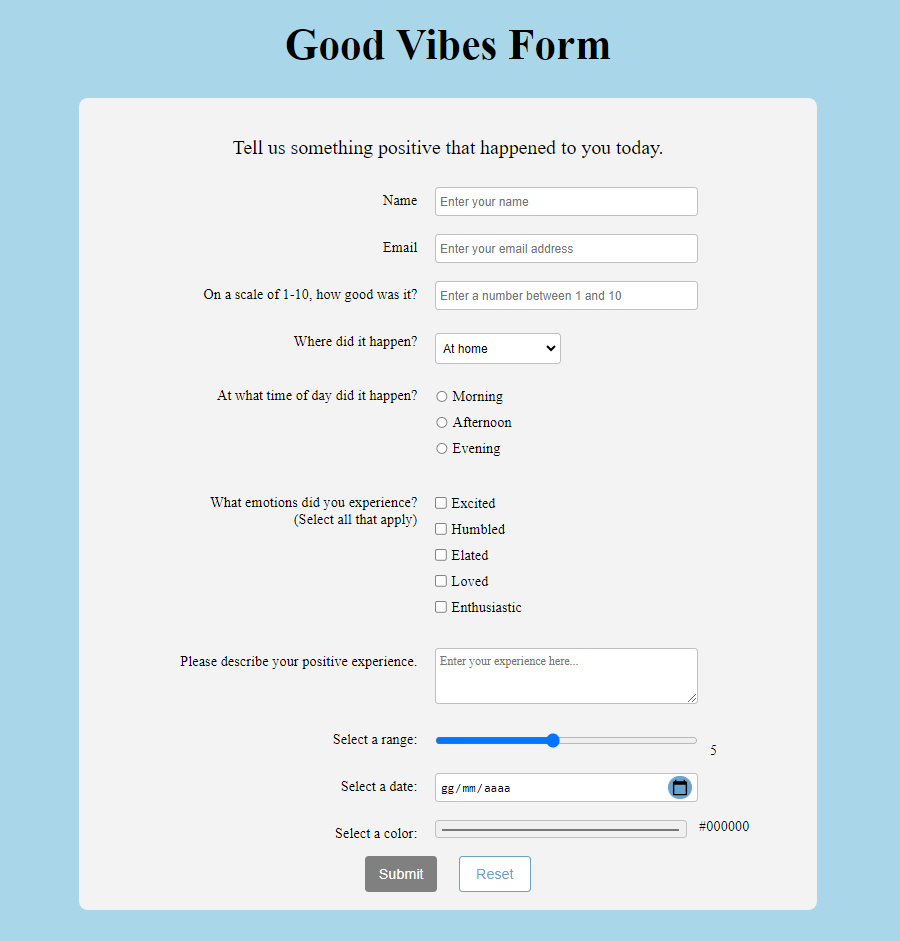 Good Vibes Form
Tell us something positive that happened to you today.
Name
Enter your name
Email
Enter your email address
On a scale of 1-10, how good was it?
Enter a number between 1 and 10
Where did it happen?
At home
At what time of day did it happen?
Morning
Afternoon
Evening
What emotions did you experience?
(Select all that apply)
Excited
Humbled
Elated
Loved
Enthusiastic
Please describe your positive experience.
Enter your experience here...
Select a range:
5
Select a date:
gg/mm/aaaa
Select a color:
#000000
Submit
Reset